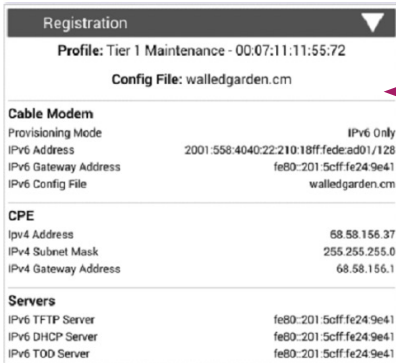 Registration
Profile: Tier 1 Maintenance - 00:07:11:11:55:72
Config File: walledgarden.cm
Cable Modem
Provisioning Mode IPv6 Only
IPv6 Address 2001:558:4040:22:210:18ff:fede:ad01/128
IPv6 Gateway Address fe80::201:5cff:fe24:9e41
IPv6 Config File walledgarden.cm
CPE
Ipv4 Address 68.58.156.37
IPv4 Subnet Mask 255.255.255.0
IPv4 Gateway Address 68.58.156.1
Servers
IPv6 TFTP Server fe80::201:5cff:fe24:9e41
IPv6 DHCP Server fe80::201:5cff:fe24:9e41
IPv6 TOD Server fe80::201:5cff:fe24:9e41